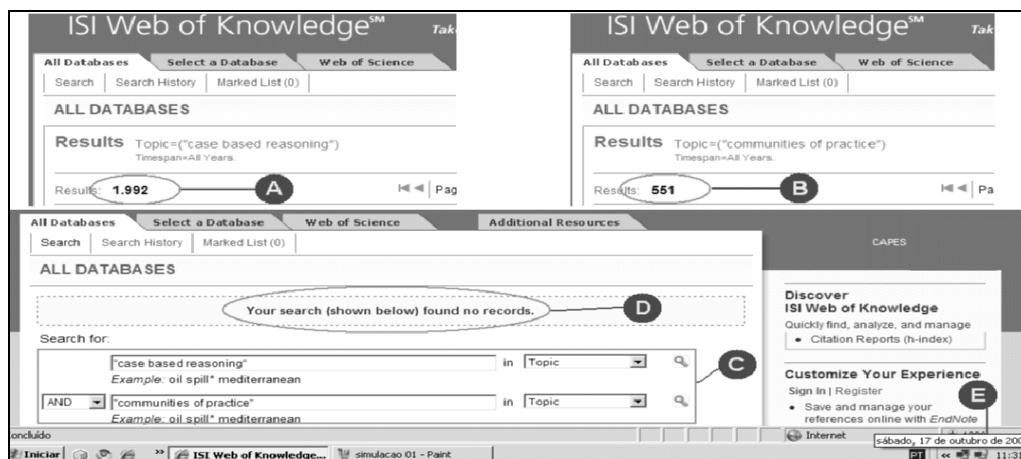 ISI Web of Knowledge℠ Tak
All Databases Select a Database Web of Science
Search Search History Marked List (0)
ALL DATABASES
Results Topic=("case based reasoning")
Timespan=All Years.
Results: 1.992 A Pag
ISI Web of Knowledge℠ Tak
All Databases Select a Database Web of Science
Search Search History Marked List (0)
ALL DATABASES
Results Topic=("communities of practice")
Timespan=All Years.
Results: 551 B Pa
All Databases Select a Database Web of Science Additional Resources
Search Search History Marked List (0)
CAPES
ALL DATABASES
Your search (shown below) found no records. D
Search for:
"case based reasoning" in Topic C
Example: oil spill* mediterranean
AND "communities of practice" in Topic
Example: oil spill* mediterranean
Discover
ISI Web of Knowledge
Quickly find, analyze, and manage
• Citation Reports (h-index)
Customize Your Experience
Sign In | Register E
• Save and manage your
references online with EndNote
oncluído Internet
sábado, 17 de outubro de 200
Iniciar » ISI Web of Knowledge... simulacao 01 - Paint PT « 11:31